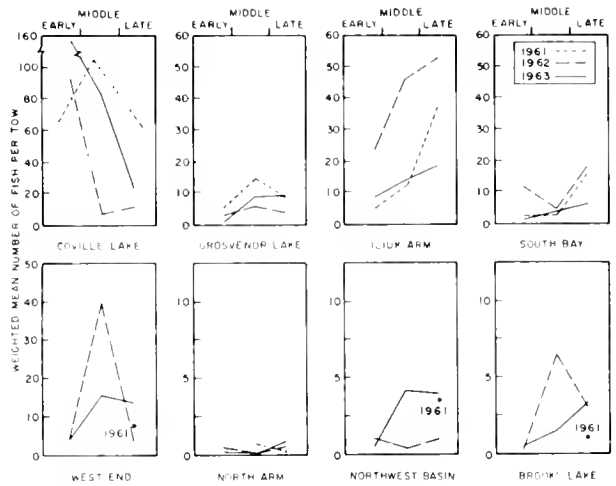 MIDDLE
EARLY LATE
MIDDLE
EARLY LATE
MIDDLE
EARLY LATE
MIDDLE
EARLY LATE
WEIGHTED MEAN NUMBER OF FISH PER TOW
160
100
80
60
40
20
0
60
50
40
30
20
10
0
60
50
40
30
20
10
0
60
50
40
30
20
10
0
1961
1962
1963
COVILLE LAKE
GROSVENOR LAKE
ILIUK ARM
SOUTH BAY
50
40
30
20
10
0
1961
10
5
0
10
5
0
1961
10
5
0
1961
WEST END
NORTH ARM
NORTHWEST BASIN
BROOKS LAKE